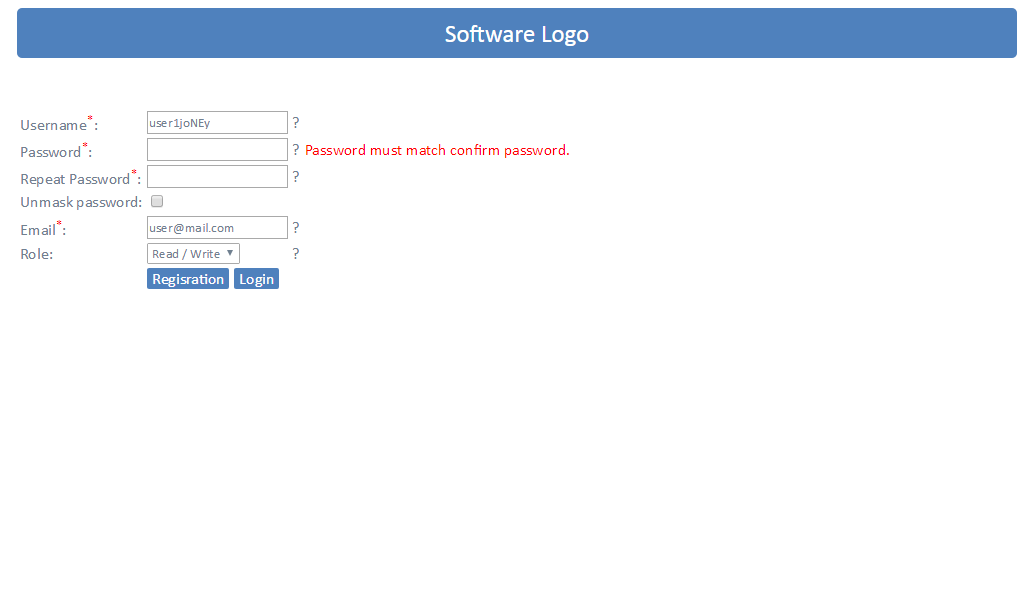 Software Logo
Username*: user1joNEy ?
Password*: ? Password must match confirm password.
Repeat Password*: ?
Unmask password:
Email*: user@mail.com ?
Role: Read / Write ▼ ?
Regisration Login